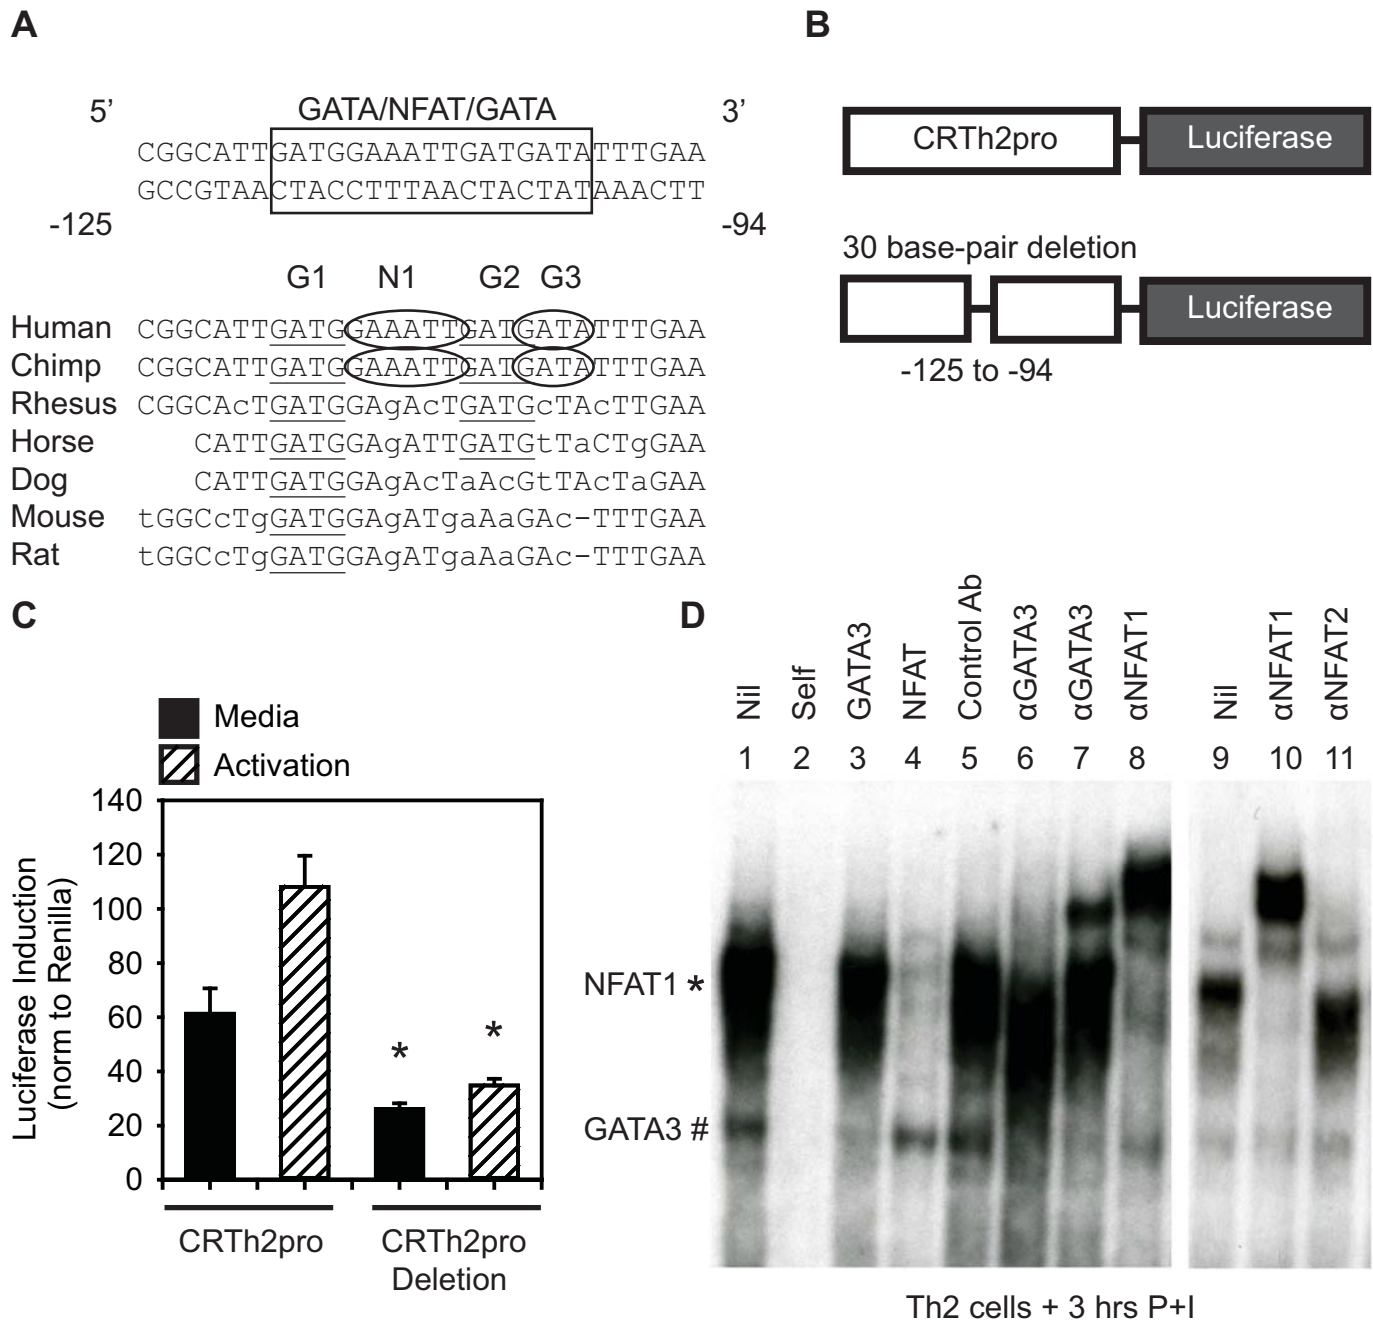 A
5’ GATA/NFAT/GATA 3’
CGGCATTGATGGAAATTGATGATATTTGAA
GCCGTAACTACCTTTAACTACTATAAACTT
-125 -94
G1 N1 G2 G3
Human CGGCATTGATGGAAATTGATGATATTTGAA
Chimp CGGCATTGATGGAAATTGATGATATTTGAA
Rhesus CGGCAcTGATGGAgAcTGATGcTAcTTGAA
Horse CATTGATGGAgATTGATGtTaCTgGAA
Dog CATTGATGGAgAcTaAcGtTAcTaGAA
Mouse tGGCcTgGATGGAgATgaAaGAc-TTTGAA
Rat tGGCcTgGATGGAgATgaAaGAc-TTTGAA
B
CRTh2pro Luciferase
30 base-pair deletion
Luciferase
-125 to -94
C
Media
Activation
Luciferase Induction
(norm to Renilla)
140
120
100
80
60
40
20
0
* *
CRTh2pro CRTh2pro
Deletion
D
Nil Self GATA3 NFAT Control Ab αGATA3 αGATA3 αNFAT1 Nil αNFAT1 αNFAT2
1 2 3 4 5 6 7 8 9 10 11
NFAT1 *
GATA3 #
Th2 cells + 3 hrs P+I